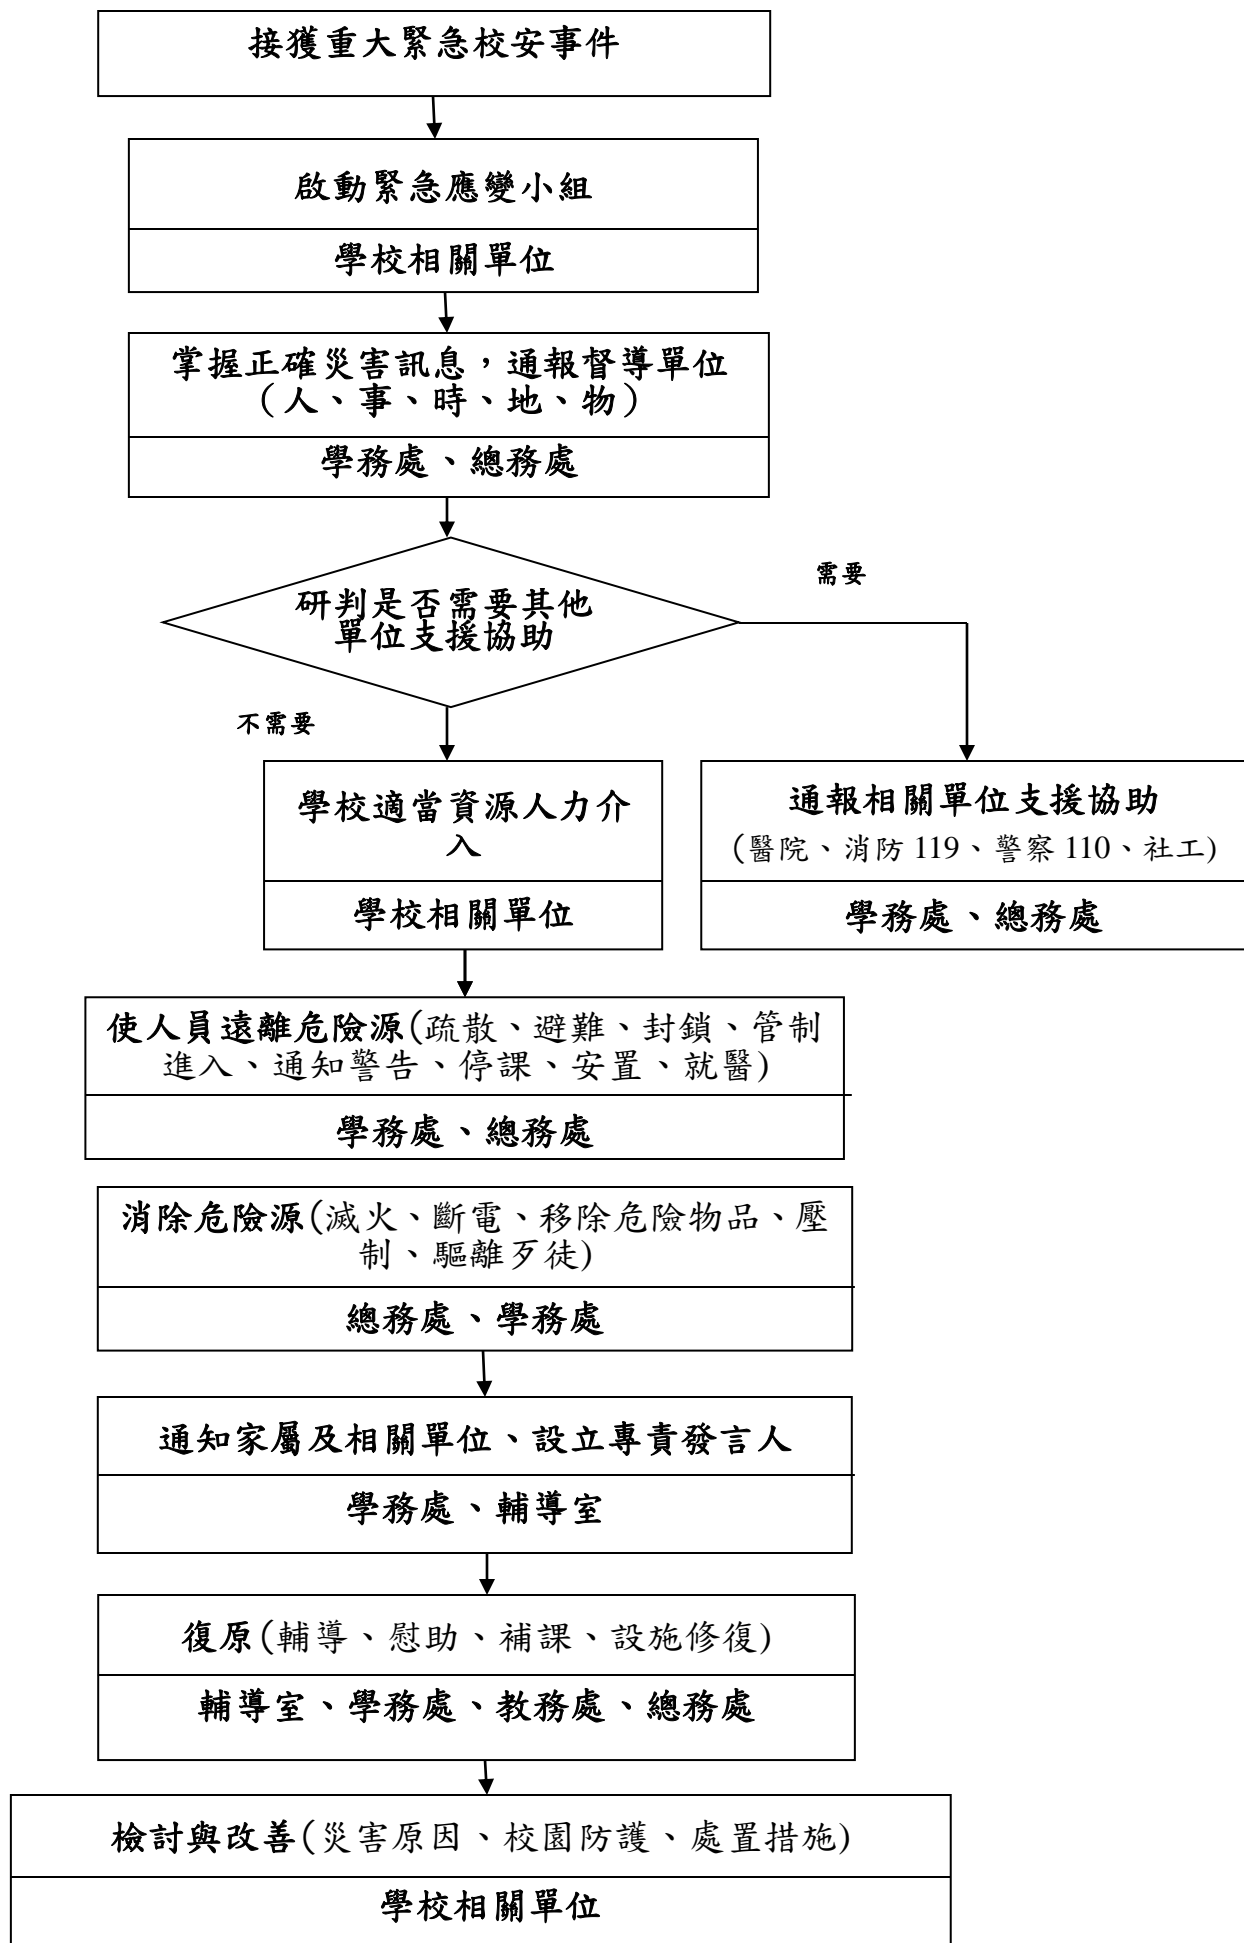 接獲重大緊急校安事件
啟動緊急應變小組
學校相關單位
掌握正確災害訊息，通報督導單位
（人、事、時、地、物）
學務處、總務處
需要
研判是否需要其他
單位支援協助
不需要
學校適當資源人力介
入
學校相關單位
通報相關單位支援協助
(醫院、消防 119、警察 110、社工)
學務處、總務處
使人員遠離危險源(疏散、避難、封鎖、管制
進入、通知警告、停課、安置、就醫)
學務處、總務處
消除危險源(滅火、斷電、移除危險物品、壓
制、驅離歹徒)
總務處、學務處
通知家屬及相關單位、設立專責發言人
學務處、輔導室
復原(輔導、慰助、補課、設施修復)
輔導室、學務處、教務處、總務處
檢討與改善(災害原因、校園防護、處置措施)
學校相關單位